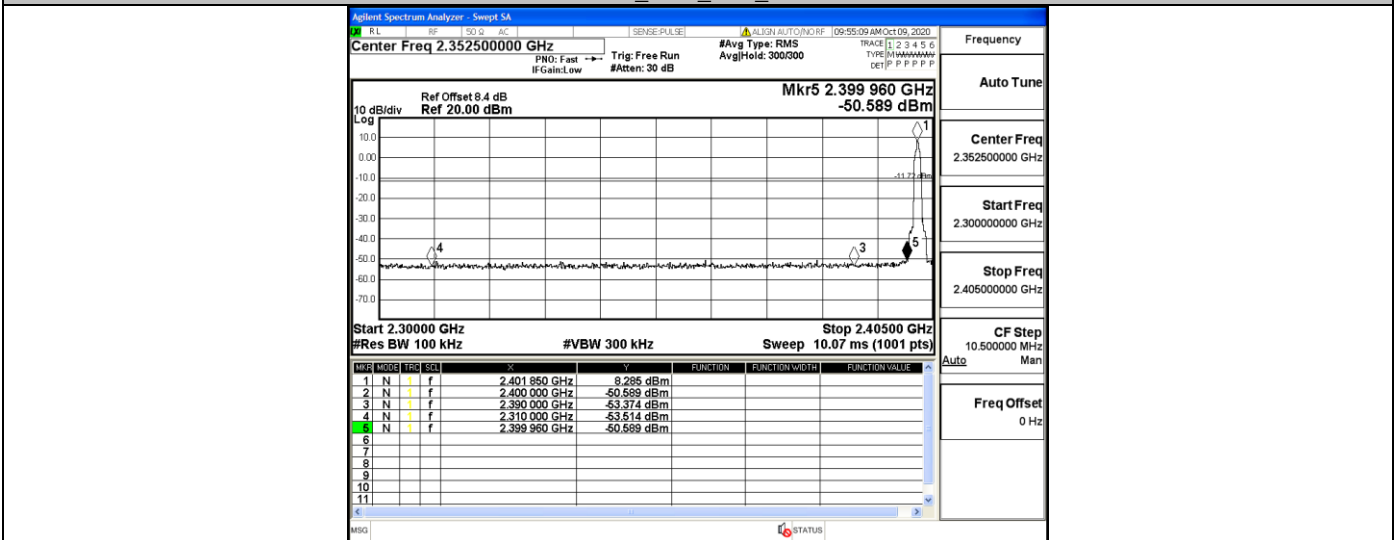 Agilent Spectrum Analyzer - Swept SA
RL RF 50 Ω AC SENSE:PULSE ALIGN AUTO/NO RF 09:55:09 AM Oct 09, 2020
Center Freq 2.352500000 GHz
PNO: Fast
IFGain:Low
Trig: Free Run
#Atten: 30 dB
#Avg Type: RMS
Avg|Hold: 300/300
TRACE 1 2 3 4 5 6
TYPE M
DET P P P P P P
Ref Offset 8.4 dB
10 dB/div Ref 20.00 dBm
Log
Mkr5 2.399 960 GHz
-50.589 dBm
10.0
0.00
-10.0
-20.0
-30.0
-40.0
-50.0
-60.0
-70.0
-11.72 dBm
1
4
3
5
Start 2.30000 GHz Stop 2.40500 GHz
#Res BW 100 kHz #VBW 300 kHz Sweep 10.07 ms (1001 pts)
MKR MODE TRC SCL X Y FUNCTION FUNCTION WIDTH FUNCTION VALUE
1 N 1 f 2.401 850 GHz 8.285 dBm
2 N 1 f 2.400 000 GHz -50.589 dBm
3 N 1 f 2.390 000 GHz -53.374 dBm
4 N 1 f 2.310 000 GHz -53.514 dBm
5 N 1 f 2.399 960 GHz -50.589 dBm
6
7
8
9
10
11
MSG STATUS
Frequency
Auto Tune
Center Freq
2.352500000 GHz
Start Freq
2.300000000 GHz
Stop Freq
2.405000000 GHz
CF Step
10.500000 MHz
Auto Man
Freq Offset
0 Hz